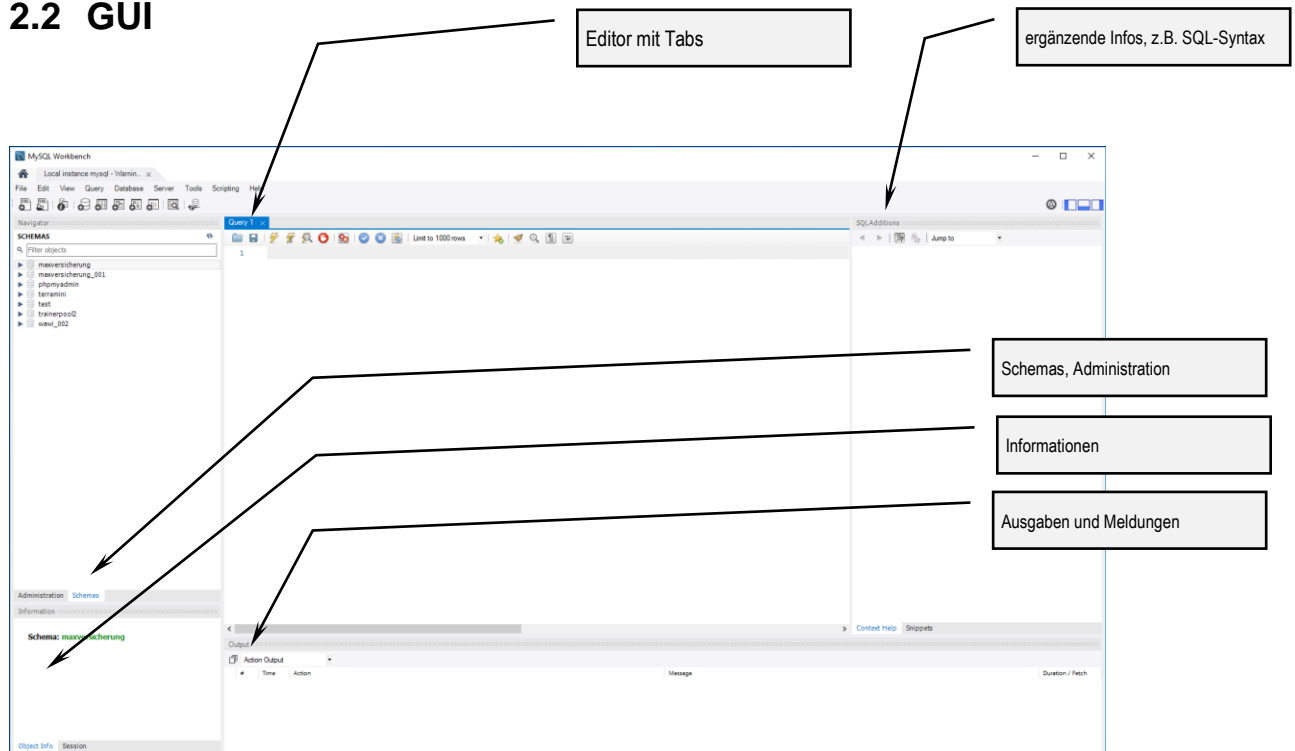 2.2 GUI
Editor mit Tabs
ergänzende Infos, z.B. SQL-Syntax
MySQL Workbench
Local instance mysql - Warnin...
File Edit View Query Database Server Tools Scripting Help
Navigator
Query 1
SQLAdditions
SCHEMAS
Limit to 1000 rows
Jump to
Filter objects
1
maxversicherung
maxversicherung_001
phpmyadmin
terramini
test
trainerpool2
wawi_002
Schemas, Administration
Informationen
Ausgaben und Meldungen
Administration Schemas
Information
Schema: maxversicherung
Context Help Snippets
Output
Action Output
# Time Action Message Duration / Fetch
Object Info Session